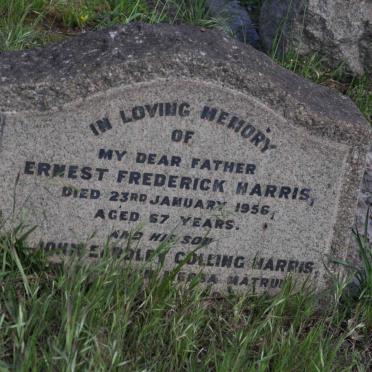 IN LOVING MEMORY
OF
MY DEAR FATHER
ERNEST FREDERICK HARRIS,
DIED 23RD JANUARY 1956,
AGED 67 YEARS.
AND HIS SON
JOHN COLLING HARRIS